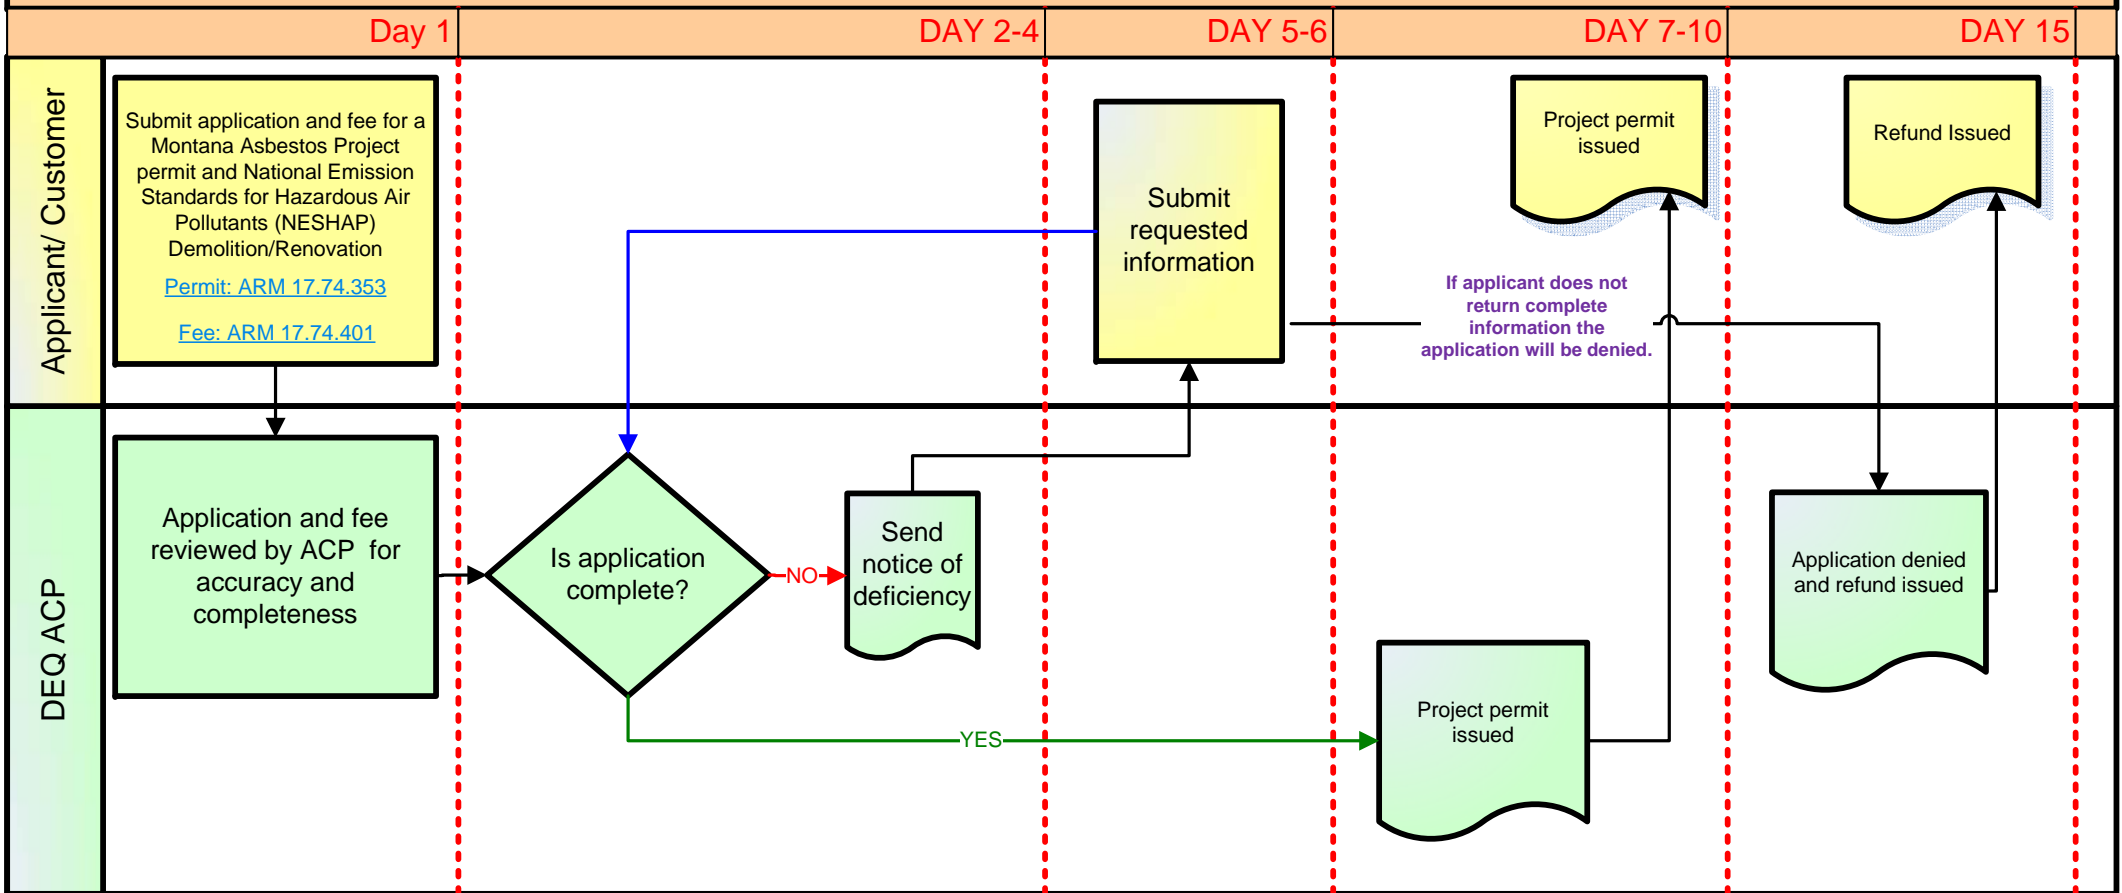 Day 1
DAY 2-4
DAY 5-6
DAY 7-10
DAY 15
Applicant/ Customer
Submit application and fee for a
Montana Asbestos Project
permit and National Emission
Standards for Hazardous Air
Pollutants (NESHAP)
Demolition/Renovation
Permit: ARM 17.74.353
Fee: ARM 17.74.401
Submit
requested
information
Project permit
issued
Refund Issued
If applicant does not
return complete
information the
application will be denied.
DEQ ACP
Application and fee
reviewed by ACP for
accuracy and
completeness
Is application
complete?
NO
Send
notice of
deficiency
YES
Project permit
issued
Application denied
and refund issued